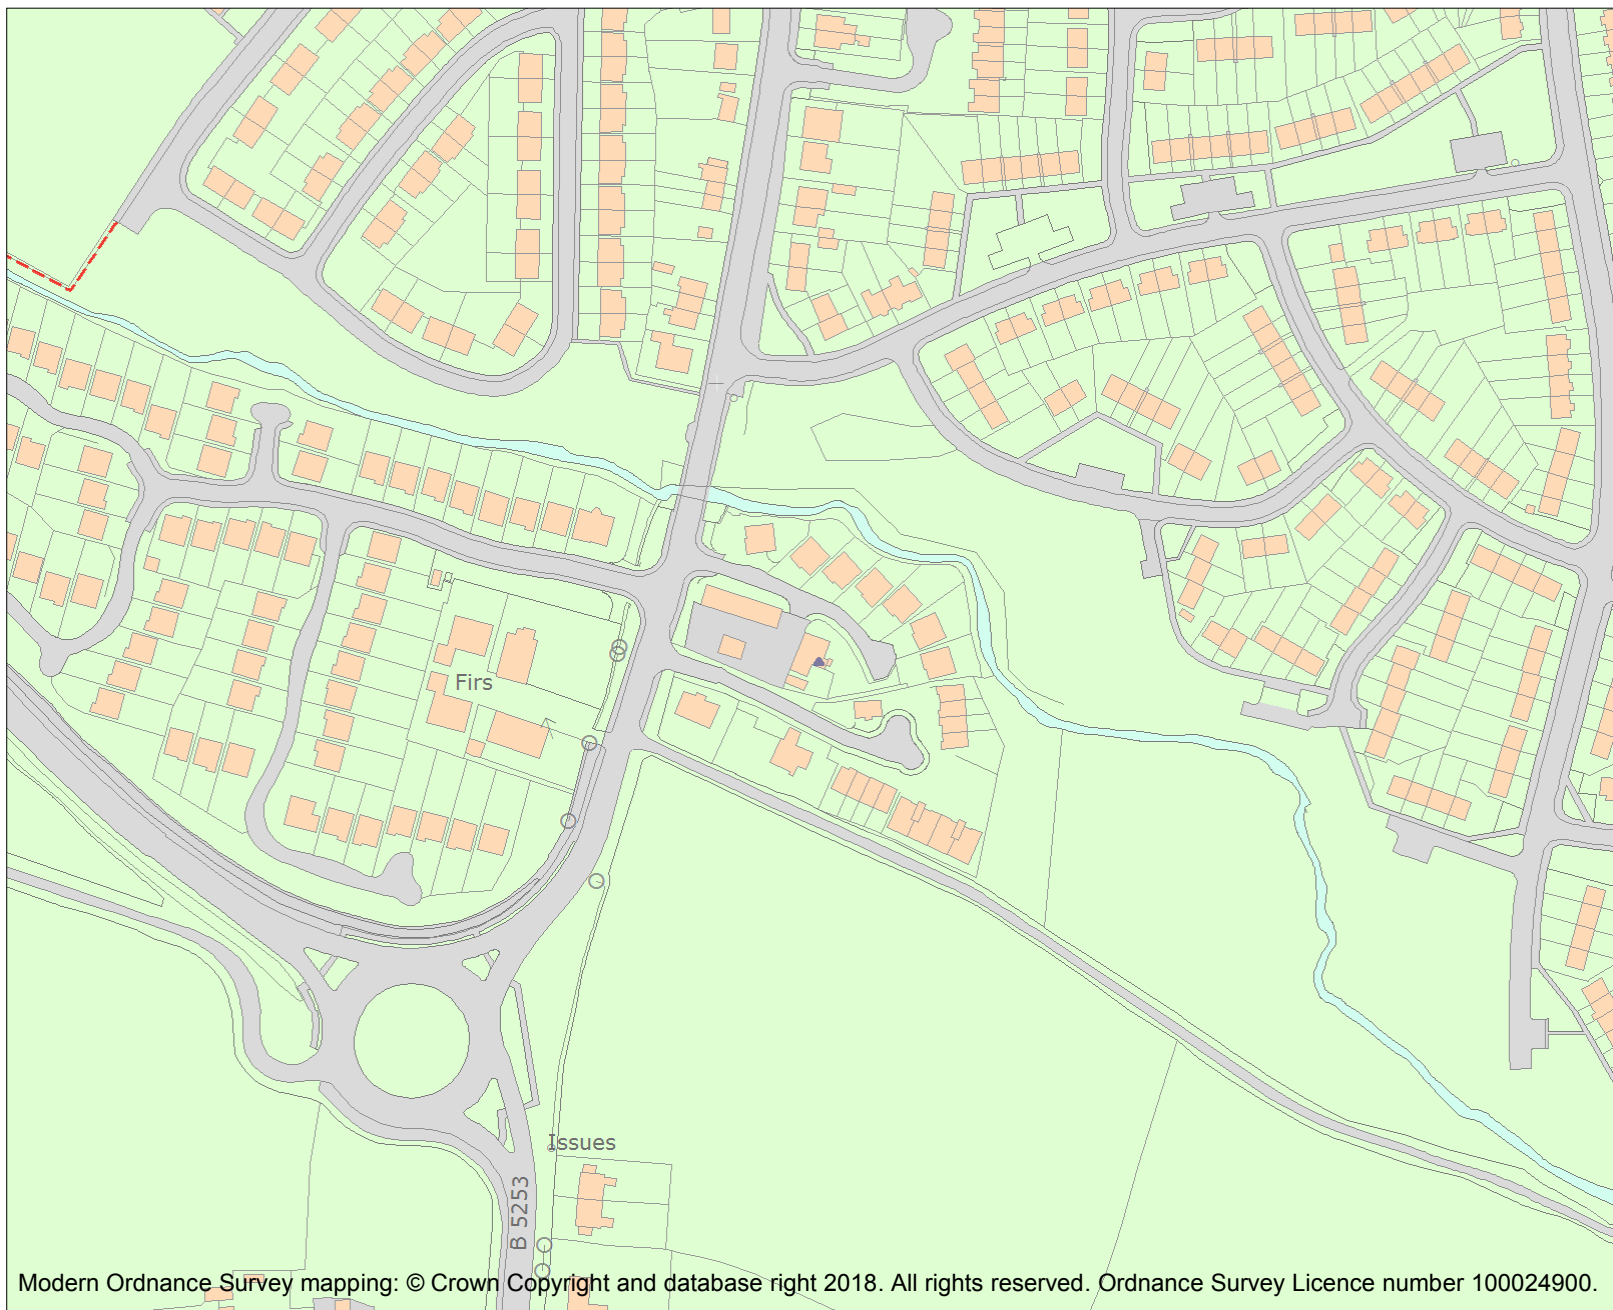 Firs
Issues
B 5253
Modern Ordnance Survey mapping: © Crown Copyright and database right 2018. All rights reserved. Ordnance Survey Licence number 100024900.